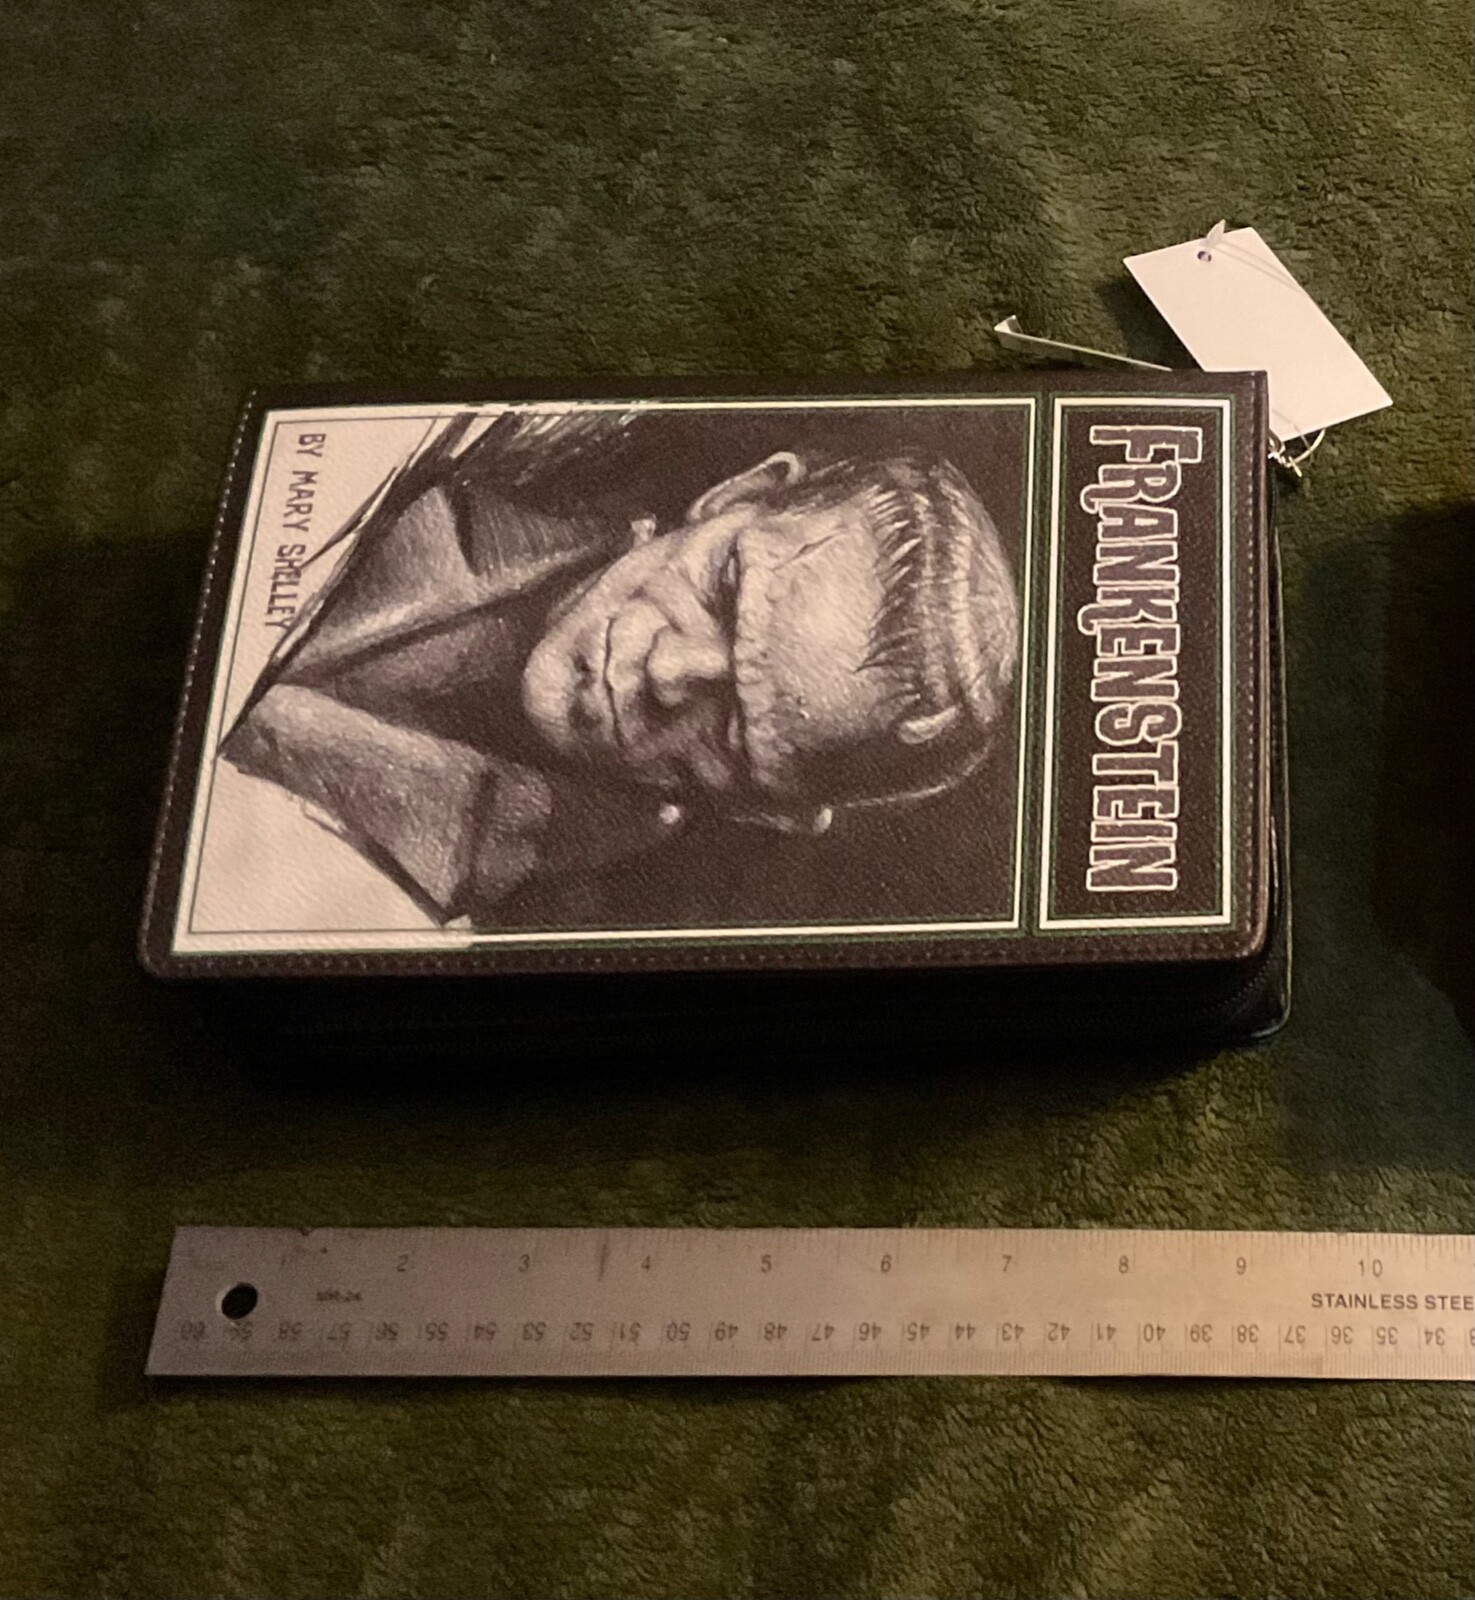 FRANKENSTEIN
BY MARY SHELLEY
1 2 3 4 5 6 7 8 9 10
STAINLESS STEE
60 59 58 57 56 55 54 53 52 51 50 49 48 47 46 45 44 43 42 41 40 39 38 37 36 35 34